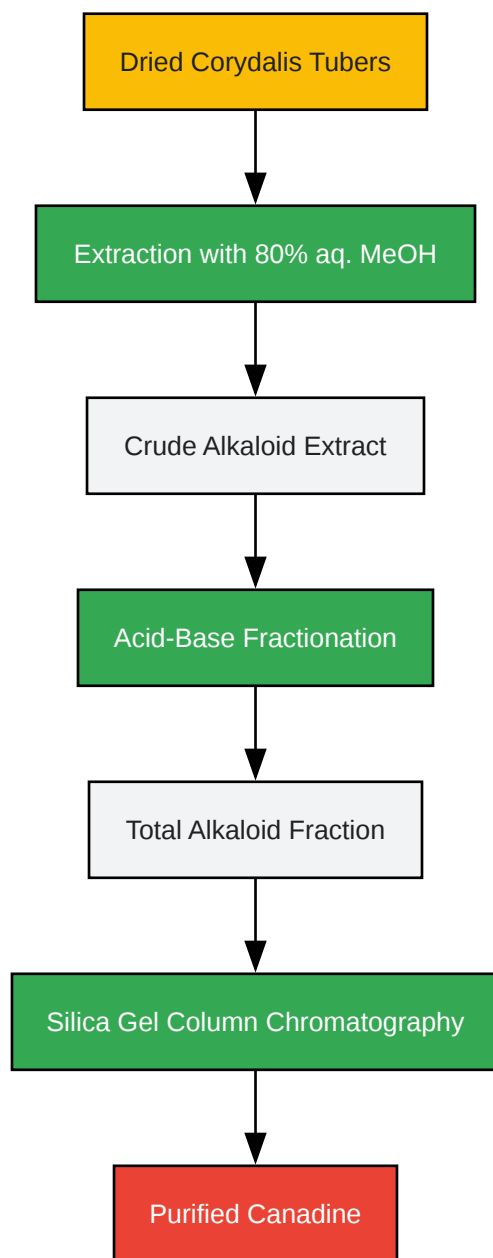 Dried Corydalis Tubers
Extraction with 80% aq. MeOH
Crude Alkaloid Extract
Acid-Base Fractionation
Total Alkaloid Fraction
Silica Gel Column Chromatography
Purified Canadine